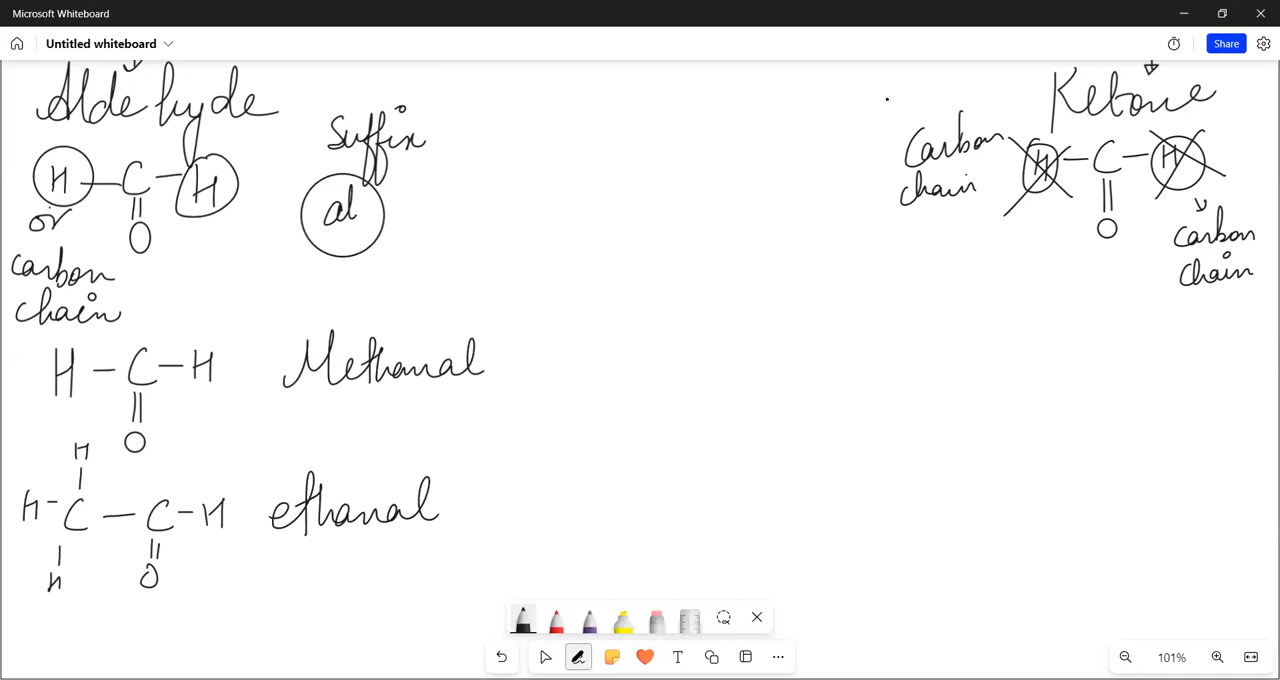 Microsoft Whiteboard
Untitled whiteboard
Share
Aldehyde
H — C — H
or
O
carbon
chain
suffix
al
Ketone
Carbon
chain
H — C — H
O
Carbon
chain
H — C — H
O
Methanal
H
H - C — C - H
H
O
ethanal
T
101%